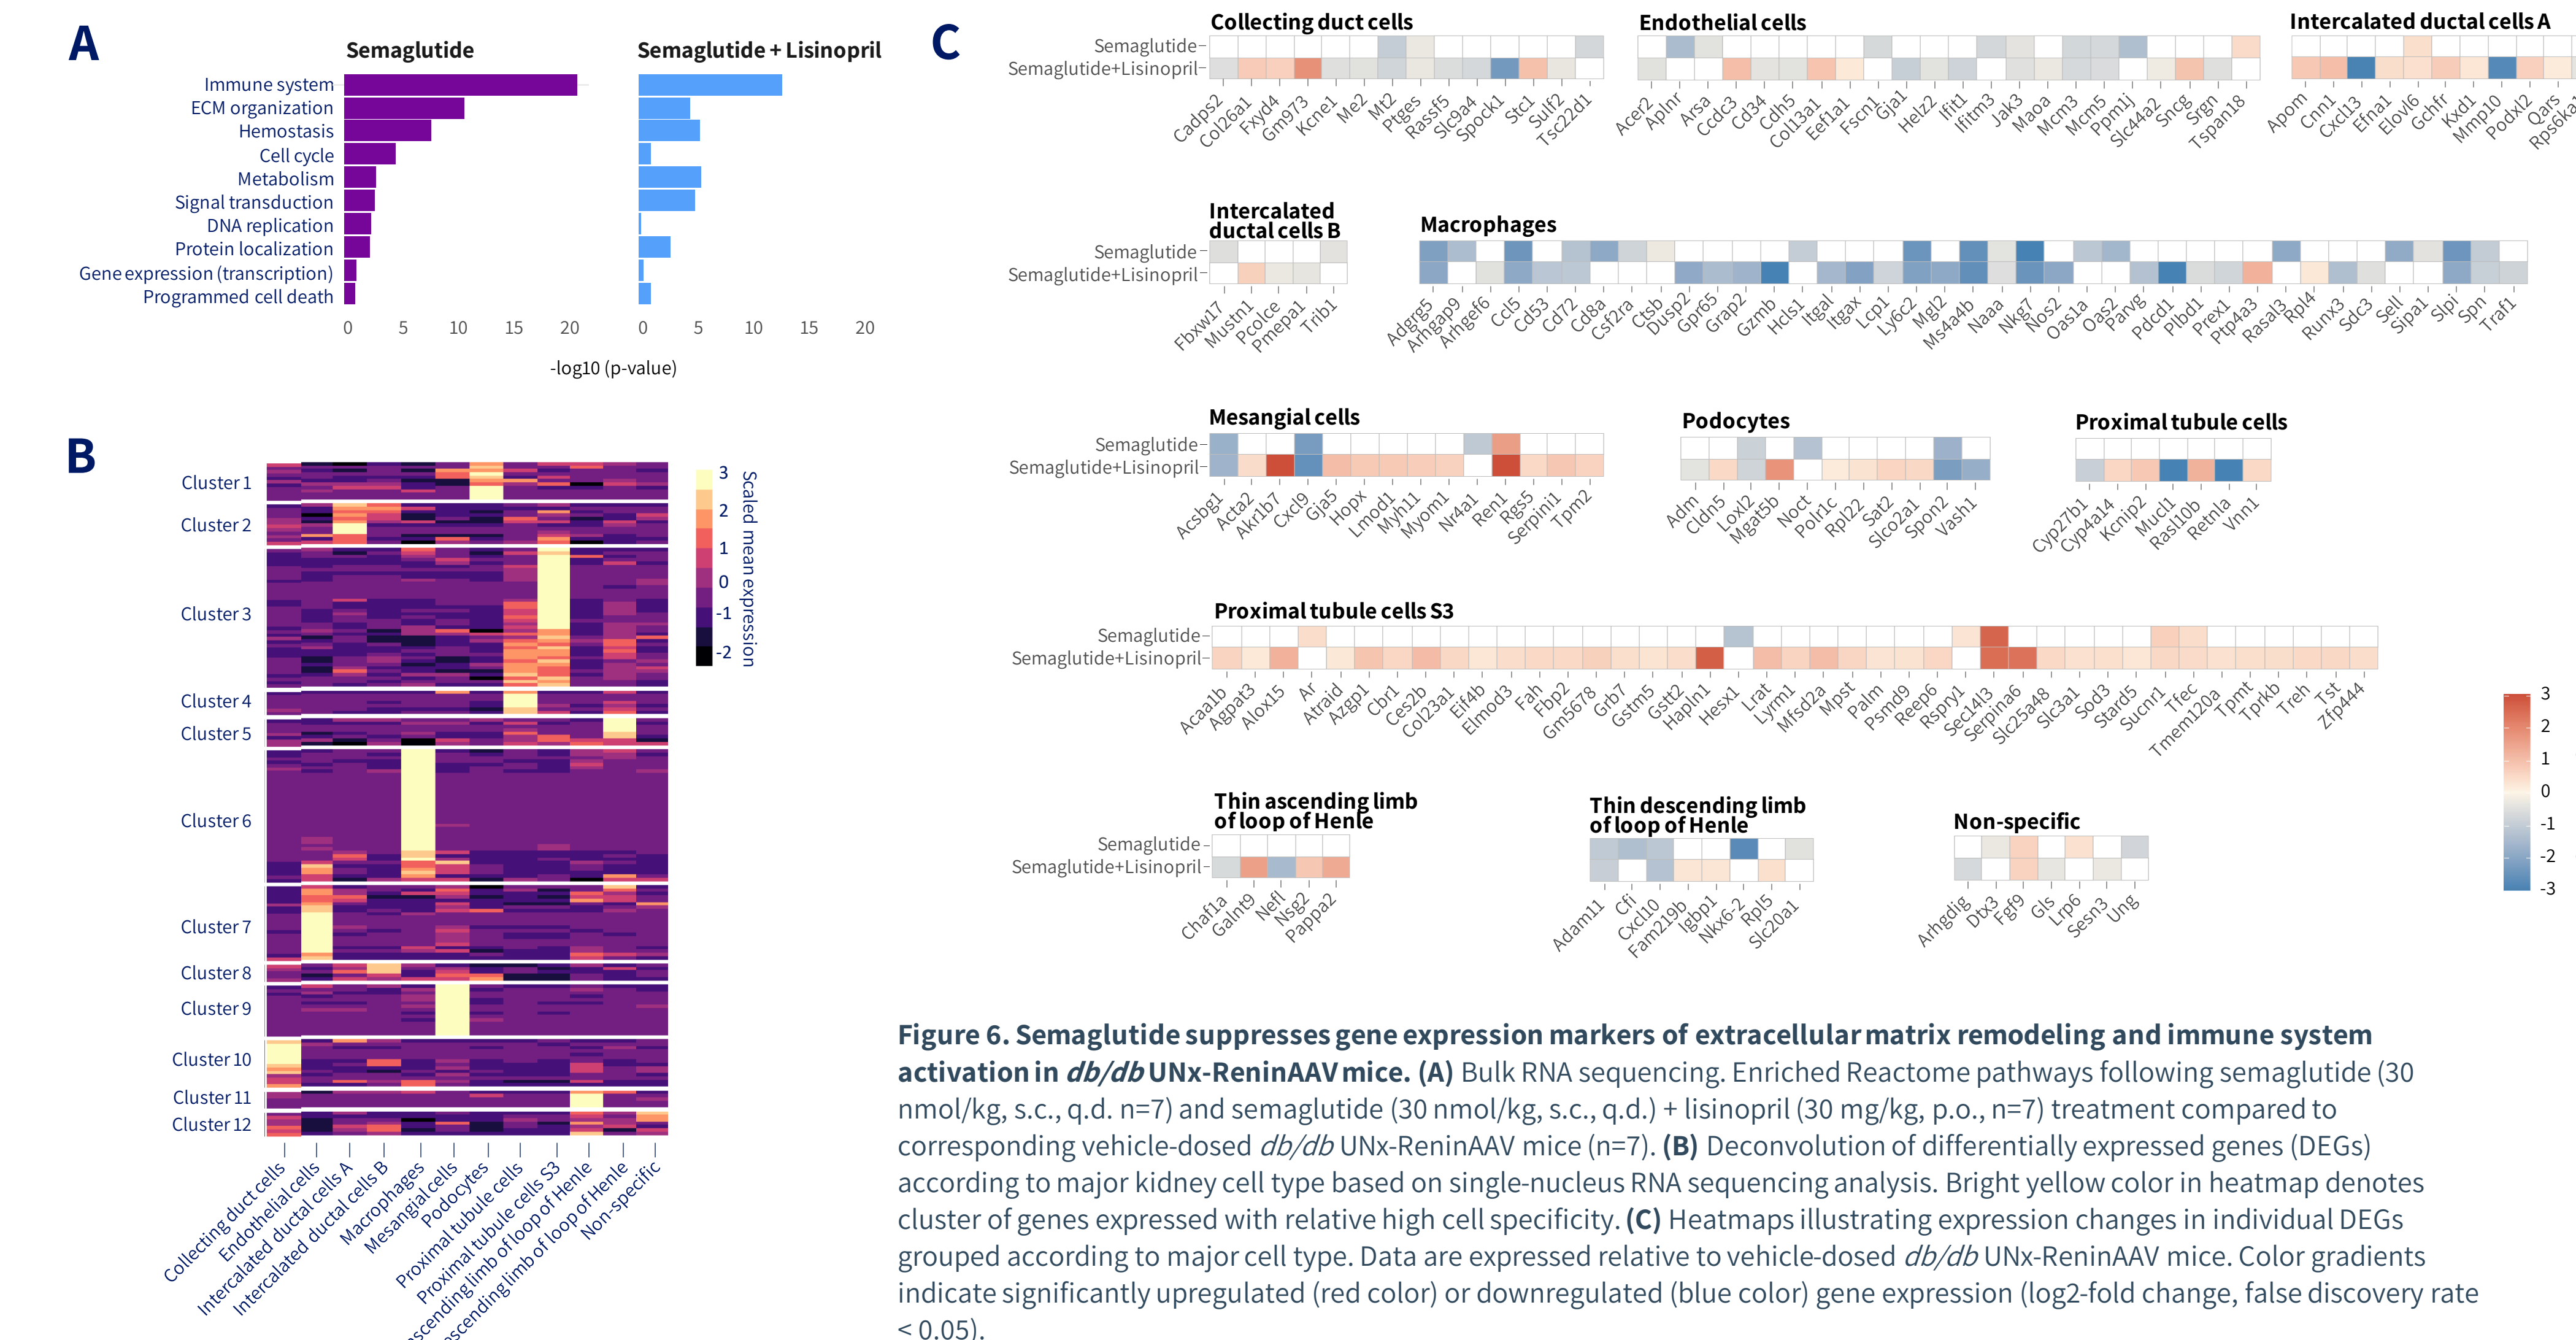 A
Semaglutide
Semaglutide + Lisinopril
Immune system
ECM organization
Hemostasis
Cell cycle
Metabolism
Signal transduction
DNA replication
Protein localization
Gene expression (transcription)
Programmed cell death
0 5 10 15 20
0 5 10 15 20
-log10 (p-value)
B
Cluster 1
Cluster 2
Cluster 3
Cluster 4
Cluster 5
Cluster 6
Cluster 7
Cluster 8
Cluster 9
Cluster 10
Cluster 11
Cluster 12
3
2
1
0
-1
-2
Scaled mean expression
Collecting duct cells
Endothelial cells
Intercalated ductal cells A
Intercalated ductal cells B
Macrophages
Mesangial cells
Podocytes
Proximal tubule cells
Proximal tubule cells S3
limb of loop of Henle
limb of loop of Henle
Non-specific
C
Collecting duct cells
Semaglutide
Semaglutide+Lisinopril
Cadps2 Col26a1 Fxyd4 Gm973 Kcne1 Me2 Mt2 Ptges Rassf5 Slc9a4 Spock1 Stc1 Sulf2 Tsc22d1
Endothelial cells
Acer2 Aplnr Arsa Ccdc3 Cd34 Cdh5 Col13a1 Eef1a1 Fscn1 Gja1 Helz2 Ifit1 Ifitm3 Jak3 Maoa Mcm3 Mcm5 Ppm1j Slc44a2 Sncg Srgn Tspan18
Intercalated ductal cells A
Apom Cnn1 Cxcl13 Efna1 Elovl6 Gchfr Kxd1 Mmp10 Podxl2 Qars
Intercalated
ductal cells B
Semaglutide
Semaglutide+Lisinopril
Fbxw17 Mustn1 Pcolce Pmepa1 Trib1
Macrophages
Adgrg5 Arhgap9 Arhgef6 Ccl5 Cd53 Cd72 Cd8a Csf2ra Ctsb Dusp2 Gpr65 Grap2 Gzmb Hcls1 Itgal Itgax Lcp1 Ly6c2 Mgl2 Ms4a4b Naaa Nkg7 Nos2 Oas1a Oas2 Parvg Pdcd1 Plbd1 Prex1 Ptp4a3 Rasal3 Rpl4 Runx3 Sdc3 Sell Sipa1 Slpi Spn Traf1
Mesangial cells
Semaglutide
Semaglutide+Lisinopril
Acsbg1 Acta2 Akr1b7 Cxcl9 Gja5 Hopx Lmod1 Myh11 Myom1 Nr4a1 Ren1 Rgs5 Serpini1 Tpm2
Podocytes
Adm Cldn5 Loxl2 Mgat5b Noct Polr1c Rpl22 Sat2 Slco2a1 Spon2 Vash1
Proximal tubule cells
Cyp27b1 Cyp4a14 Kcnip2 Mucl1 Rasl10b Retnla Vnn1
Proximal tubule cells S3
Semaglutide
Semaglutide+Lisinopril
Acaa1b Agpat3 Alox15 Ar Atraid Azgp1 Cbr1 Ces2b Col23a1 Eif4b Elmod3 Fah Fbp2 Gm5678 Grb7 Gstm5 Gstt2 Hapln1 Hesx1 Lrat Lyrm1 Mfsd2a Mpst Palm Psmd9 Reep6 Rspry1 Sec14l3 Serpina6 Slc25a48 Slc3a1 Sod3 Stard5 Sucnr1 Tfec Tmem120a Tpmt Tprkb Treh Tst Zfp444
3
2
1
0
-1
-2
-3
Thin ascending limb
of loop of Henle
Semaglutide
Semaglutide+Lisinopril
Chaf1a Galnt9 Nefl Nsg2 Pappa2
Thin descending limb
of loop of Henle
Adam11 Cfi Cxcl10 Fam219b Igbp1 Nkx6-2 Rpl5 Slc20a1
Non-specific
Arhgdig Dtx3 Fgf9 Gls Lrp6 Sesn3 Ung
Figure 6. Semaglutide suppresses gene expression markers of extracellular matrix remodeling and immune system
activation in db/db UNx-ReninAAV mice. (A) Bulk RNA sequencing. Enriched Reactome pathways following semaglutide (30
nmol/kg, s.c., q.d. n=7) and semaglutide (30 nmol/kg, s.c., q.d.) + lisinopril (30 mg/kg, p.o., n=7) treatment compared to
corresponding vehicle-dosed db/db UNx-ReninAAV mice (n=7). (B) Deconvolution of differentially expressed genes (DEGs)
according to major kidney cell type based on single-nucleus RNA sequencing analysis. Bright yellow color in heatmap denotes
cluster of genes expressed with relative high cell specificity. (C) Heatmaps illustrating expression changes in individual DEGs
grouped according to major cell type. Data are expressed relative to vehicle-dosed db/db UNx-ReninAAV mice. Color gradients
indicate significantly upregulated (red color) or downregulated (blue color) gene expression (log2-fold change, false discovery rate
< 0.05).